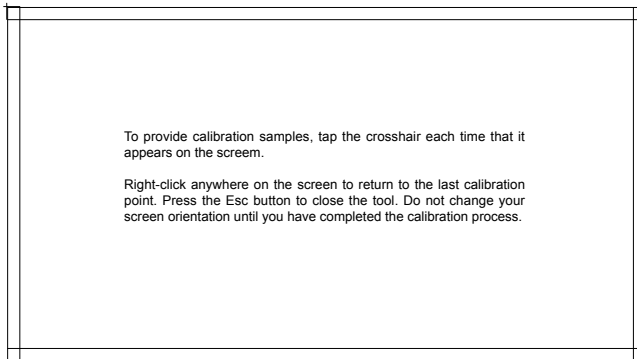 To provide calibration samples, tap the crosshair each time that it
appears on the screem.
Right-click anywhere on the screen to return to the last calibration
point. Press the Esc button to close the tool. Do not change your
screen orientation until you have completed the calibration process.